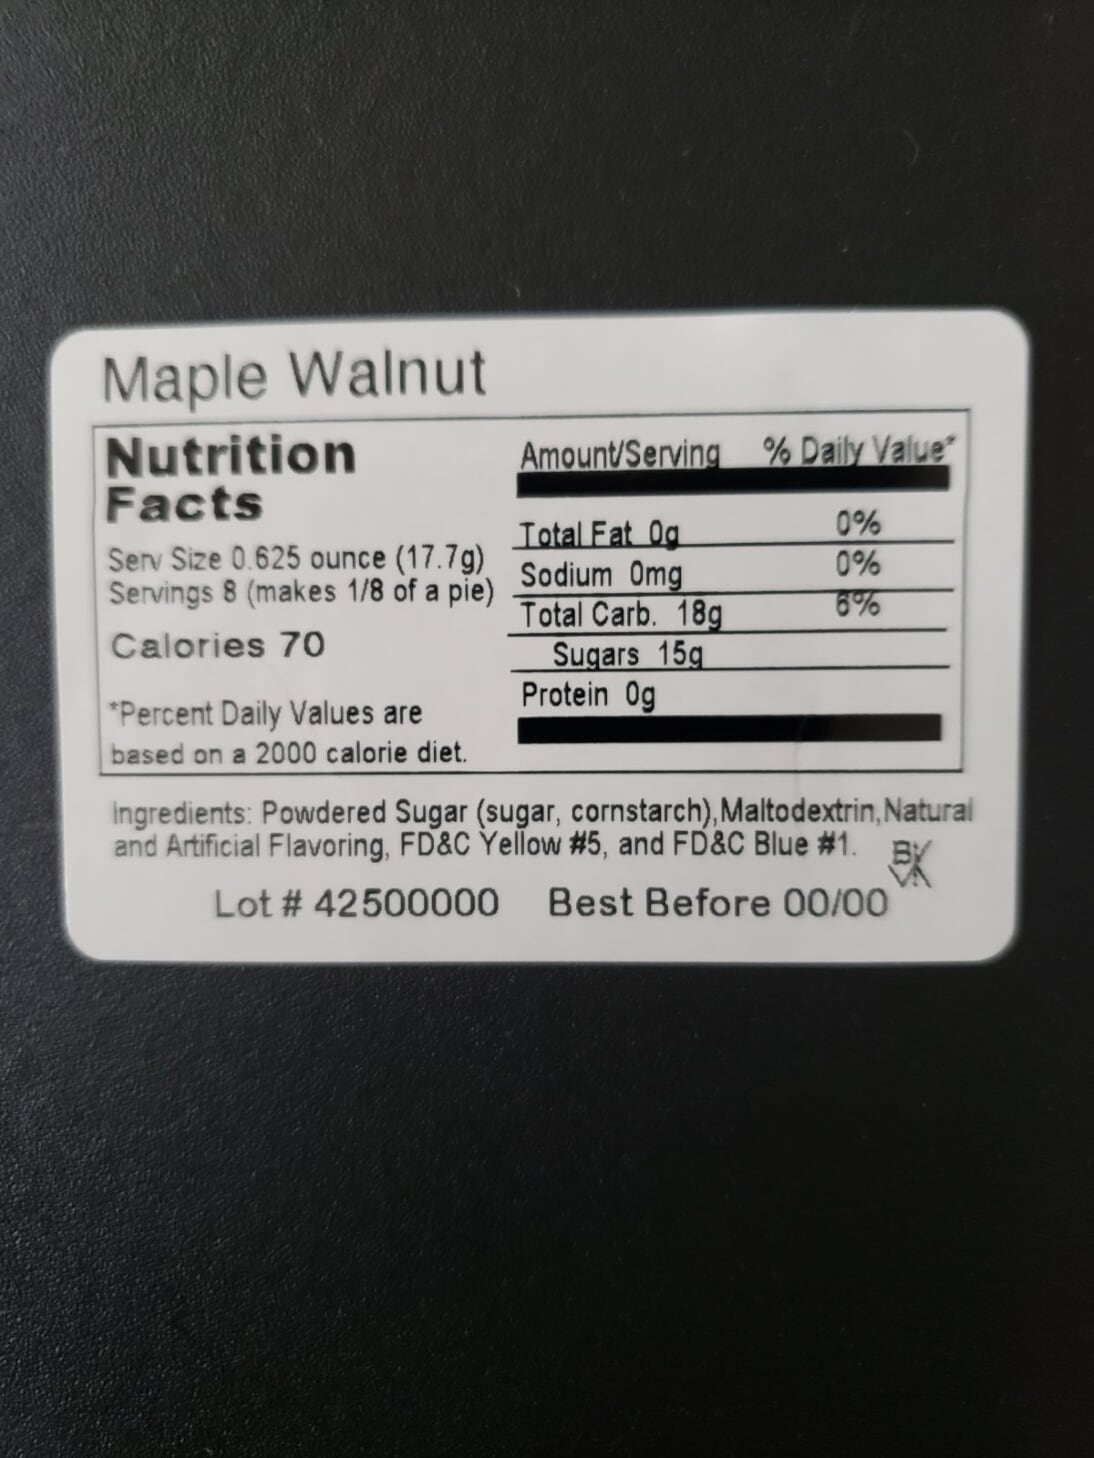 Maple Walnut
Nutrition
Facts
Serv Size 0.625 ounce (17.7g)
Servings 8 (makes 1/8 of a pie)
Calories 70
*Percent Daily Values are
based on a 2000 calorie diet.
Amount/Serving % Daily Value*
Total Fat 0g 0%
Sodium 0mg 0%
Total Carb. 18g 6%
Sugars 15g
Protein 0g
Ingredients: Powdered Sugar (sugar, cornstarch), Maltodextrin, Natural
and Artificial Flavoring, FD&C Yellow #5, and FD&C Blue #1.
Lot # 42500000 Best Before 00/00